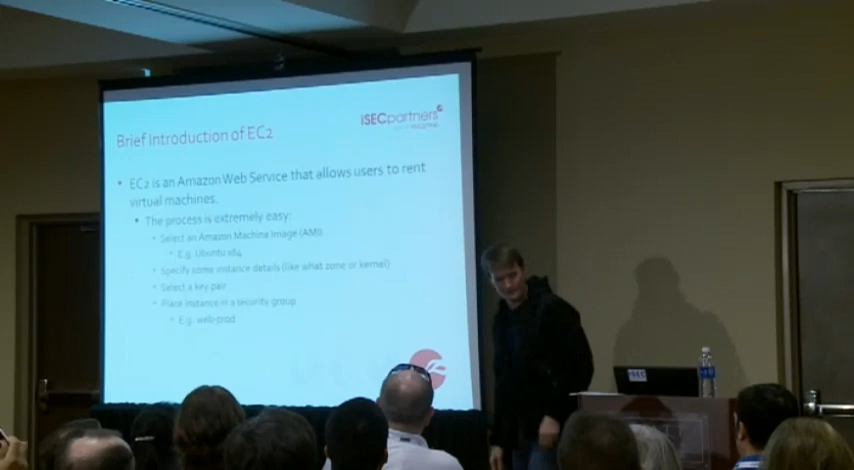 iSECpartners
Brief Introduction of EC2
• EC2 is an Amazon Web Service that allows users to rent
virtual machines.
• The process is extremely easy:
• Select an Amazon Machine Image (AMI)
• E.g. Ubuntu x64
• Specify some instance details (like what zone or kernel)
• Select a key pair
• Place instance in a security group
• E.g. web-prod
iSEC